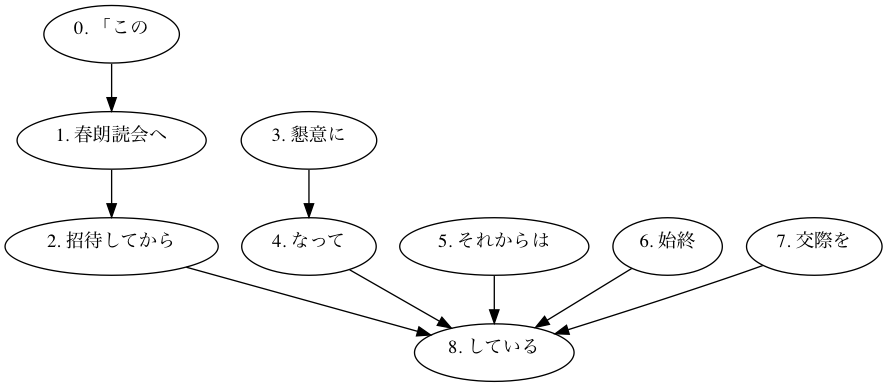 0. 「この
1. 春朗読会へ
3. 懇意に
2. 招待してから
4. なって
5. それからは
6. 始終
7. 交際を
8. している